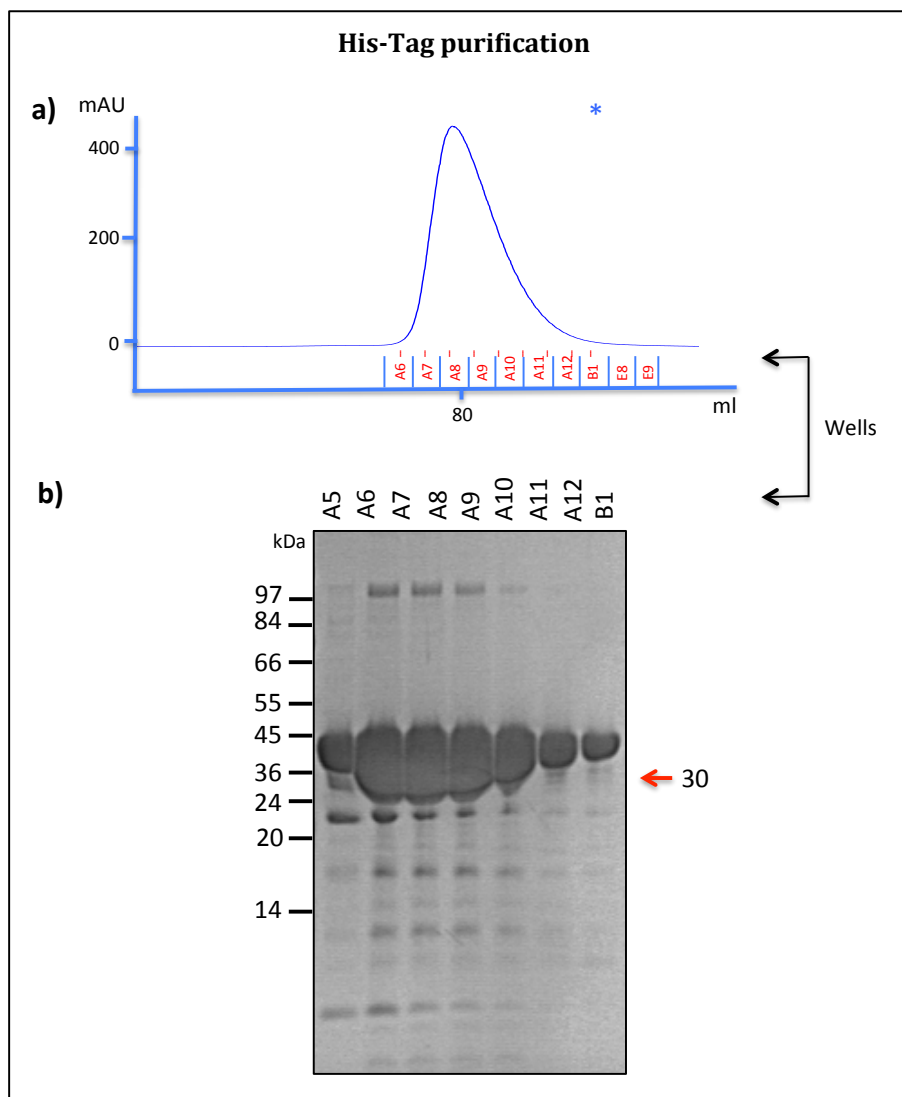 His-Tag purification
a)
mAU
*
400
200
0
A6 A7 A8 A9 A10 A11 A12 B1 E8 E9
80
ml
Wells
b)
A5 A6 A7 A8 A9 A10 A11 A12 B1
kDa
97
84
66
55
45
36
30
24
20
14